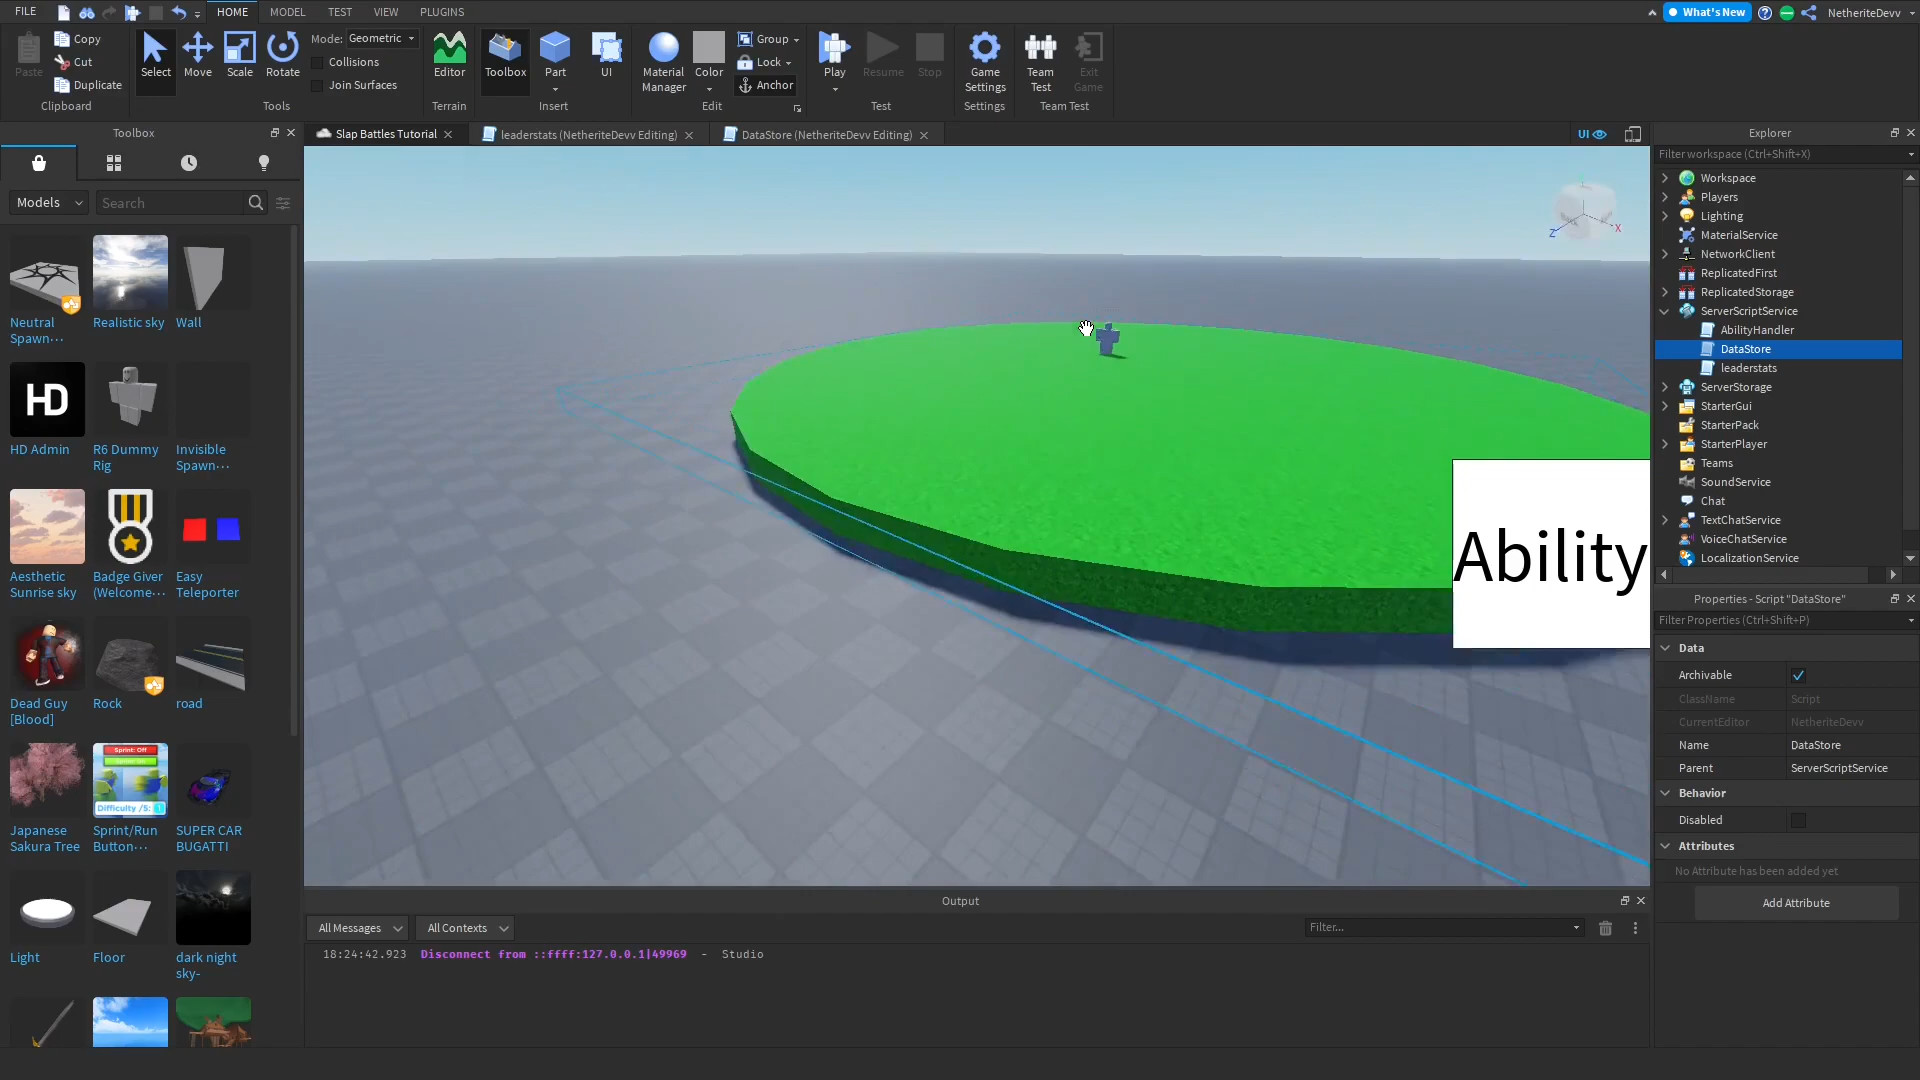 FILE
HOME
MODEL
TEST
VIEW
PLUGINS
What's New
NetheriteDevv
Paste
Copy
Cut
Duplicate
Clipboard
Select
Move
Scale
Rotate
Mode: Geometric
Collisions
Join Surfaces
Tools
Editor
Terrain
Toolbox
Part
UI
Insert
Material
Manager
Color
Group
Lock
Anchor
Edit
Play
Resume
Stop
Test
Game
Settings
Settings
Team
Test
Exit
Game
Team Test
Toolbox
Models
Search
Neutral
Spawn···
Realistic sky
Wall
HD
HD Admin
R6 Dummy
Rig
Invisible
Spawn···
Aesthetic
Sunrise sky
Badge Giver
(Welcome···
Easy
Teleporter
Dead Guy
[Blood]
Rock
road
Sprint: Off
Difficulty /5: 1
Japanese
Sakura Tree
Sprint/Run
Button···
SUPER CAR
BUGATTI
Light
Floor
dark night
sky-
Slap Battles Tutorial
leaderstats (NetheriteDevv Editing)
DataStore (NetheriteDevv Editing)
UI
Z
X
Ability
Output
All Messages
All Contexts
Filter...
18:24:42.923 Disconnect from ::ffff:127.0.0.1|49969 - Studio
Explorer
Filter workspace (Ctrl+Shift+X)
Workspace
Players
Lighting
MaterialService
NetworkClient
ReplicatedFirst
ReplicatedStorage
ServerScriptService
AbilityHandler
DataStore
leaderstats
ServerStorage
StarterGui
StarterPack
StarterPlayer
Teams
SoundService
Chat
TextChatService
VoiceChatService
LocalizationService
Properties - Script "DataStore"
Filter Properties (Ctrl+Shift+P)
Data
Archivable
ClassName Script
CurrentEditor NetheriteDevv
Name DataStore
Parent ServerScriptService
Behavior
Disabled
Attributes
No Attribute has been added yet
Add Attribute